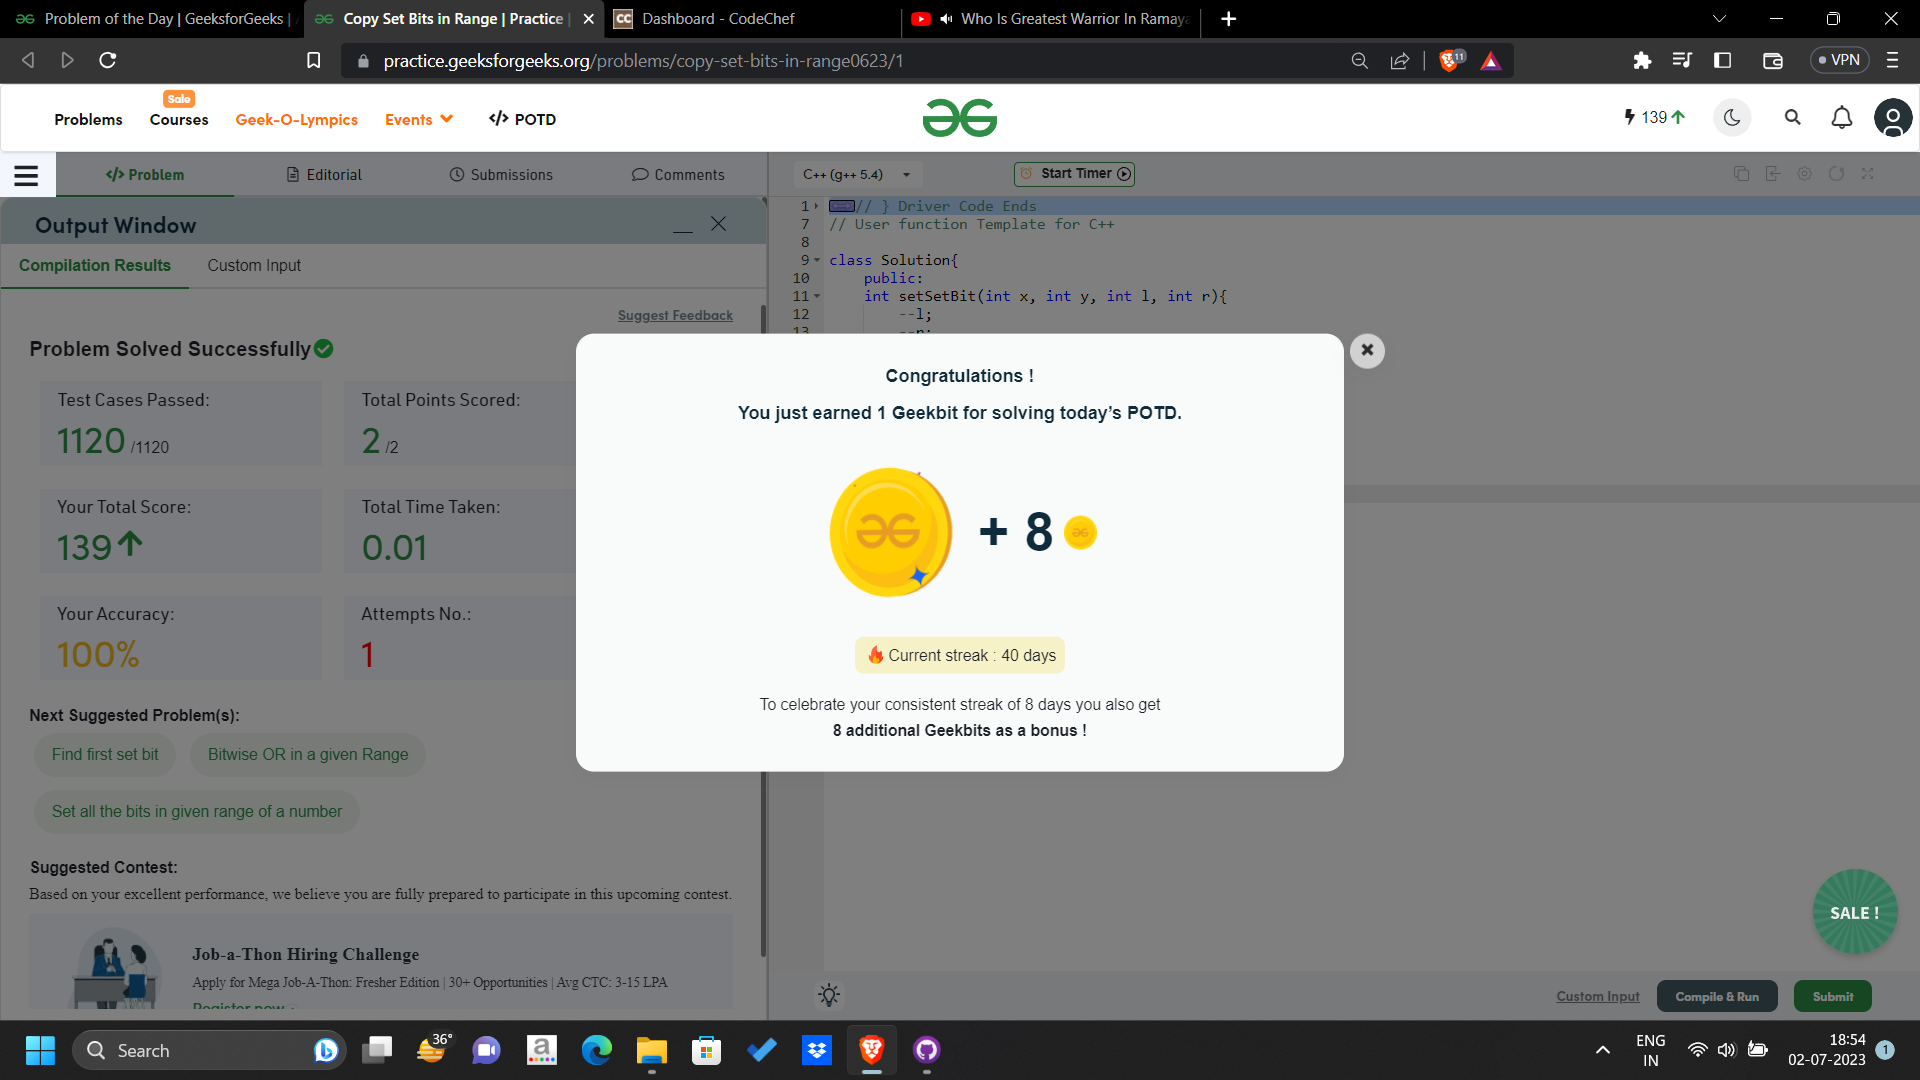 Problem of the Day | GeeksforGeeks |
Copy Set Bits in Range | Practice |
CC
Dashboard - CodeChef
Who Is Greatest Warrior In Ramaya
practice.geeksforgeeks.org/problems/copy-set-bits-in-range0623/1
11
VPN
Sale
Problems
Courses
Geek-O-Lympics
Events
</> POTD
139
</> Problem
Editorial
Submissions
Comments
C++ (g++ 5.4)
Start Timer
Output Window
Compilation Results
Custom Input
Suggest Feedback
Problem Solved Successfully
Test Cases Passed:
1120 /1120
Total Points Scored:
2 /2
Your Total Score:
139
Total Time Taken:
0.01
Your Accuracy:
100%
Attempts No.:
1
Next Suggested Problem(s):
Find first set bit
Bitwise OR in a given Range
Set all the bits in given range of a number
Suggested Contest:
Based on your excellent performance, we believe you are fully prepared to participate in this upcoming contest.
Job-a-Thon Hiring Challenge
Apply for Mega Job-A-Thon: Fresher Edition | 30+ Opportunities | Avg CTC: 3-15 LPA
Register now
1 // } Driver Code Ends
7 // User function Template for C++
8
9 class Solution{
10 public:
11 int setSetBit(int x, int y, int l, int r){
12 --l;
13 --r;
Congratulations !
You just earned 1 Geekbit for solving today’s POTD.
+ 8
Current streak : 40 days
To celebrate your consistent streak of 8 days you also get
8 additional Geekbits as a bonus !
SALE !
Custom Input
Compile & Run
Submit
Search
36°
a
ENG
IN
18:54
02-07-2023
1